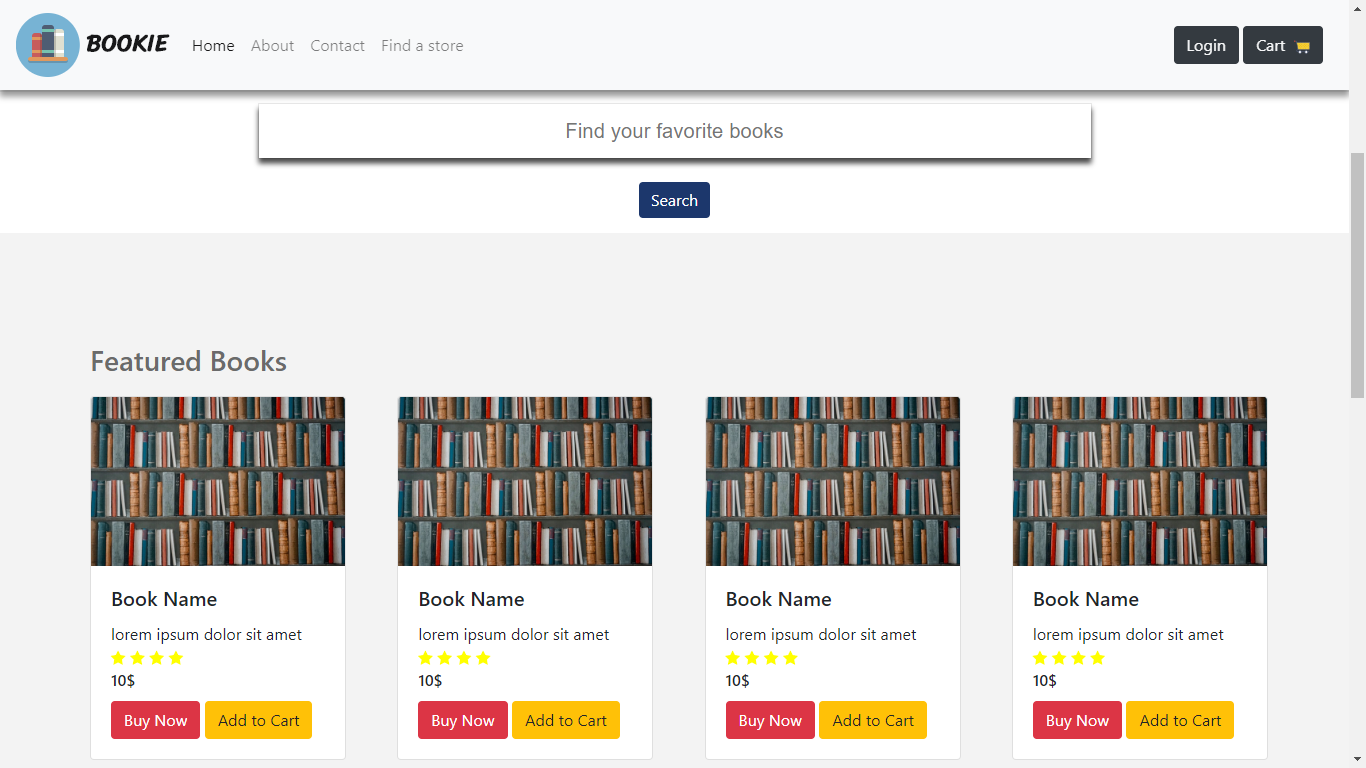 BOOKIE Home About Contact Find a store Login Cart
Find your favorite books
Search
Featured Books
Book Name Book Name Book Name Book Name
lorem ipsum dolor sit amet lorem ipsum dolor sit amet lorem ipsum dolor sit amet lorem ipsum dolor sit amet
10$ 10$ 10$ 10$
Buy Now Add to Cart Buy Now Add to Cart Buy Now Add to Cart Buy Now Add to Cart